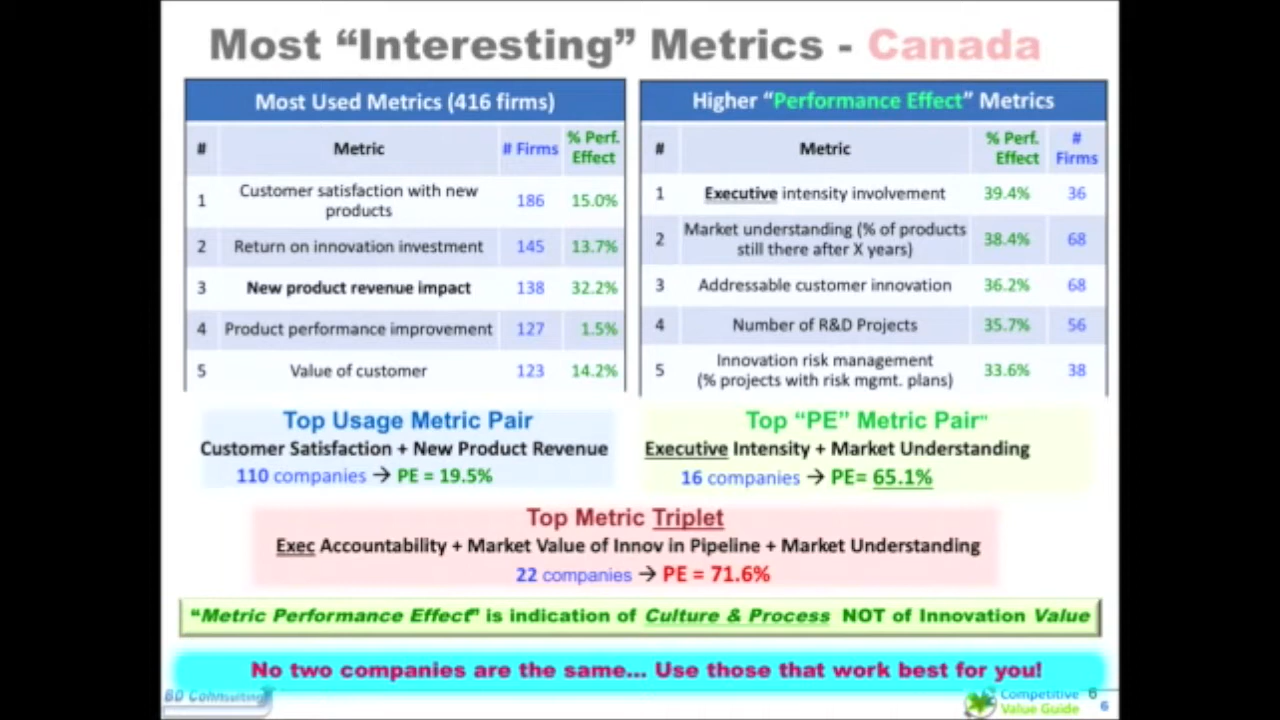 Most “Interesting” Metrics - Canada
Most Used Metrics (416 firms)
# Metric # Firms % Perf. Effect
1 Customer satisfaction with new products 186 15.0%
2 Return on innovation investment 145 13.7%
3 New product revenue impact 138 32.2%
4 Product performance improvement 127 1.5%
5 Value of customer 123 14.2%
Higher “Performance Effect” Metrics
# Metric % Perf. Effect # Firms
1 Executive intensity involvement 39.4% 36
2 Market understanding (% of products still there after X years) 38.4% 68
3 Addressable customer innovation 36.2% 68
4 Number of R&D Projects 35.7% 56
5 Innovation risk management (% projects with risk mgmt. plans) 33.6% 38
Top Usage Metric Pair
Customer Satisfaction + New Product Revenue
110 companies → PE = 19.5%
Top “PE” Metric Pair"
Executive Intensity + Market Understanding
16 companies → PE= 65.1%
Top Metric Triplet
Exec Accountability + Market Value of Innov in Pipeline + Market Understanding
22 companies → PE = 71.6%
“Metric Performance Effect” is indication of Culture & Process NOT of Innovation Value
No two companies are the same... Use those that work best for you!
BD Cohnsulting
Competitive 6
Value Guide 6